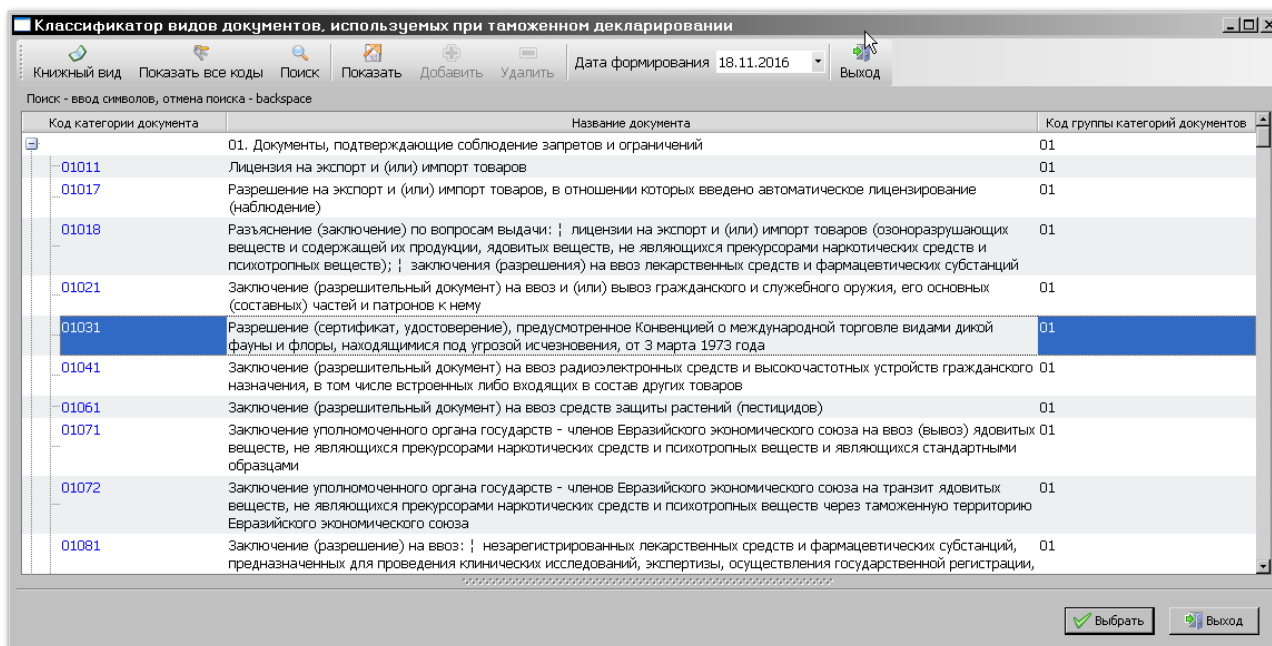 Классификатор видов документов, используемых при таможенном декларировании
Книжный вид Показать все коды Поиск Показать Добавить Удалить Дата формирования 18.11.2016 Выход
Поиск - ввод символов, отмена поиска - backspace
Код категории документа Название документа Код группы категорий документов
01. Документы, подтверждающие соблюдение запретов и ограничений 01
01011 Лицензия на экспорт и (или) импорт товаров 01
01017 Разрешение на экспорт и (или) импорт товаров, в отношении которых введено автоматическое лицензирование 01
(наблюдение)
01018 Разъяснение (заключение) по вопросам выдачи: ¦ лицензии на экспорт и (или) импорт товаров (озоноразрушающих 01
веществ и содержащей их продукции, ядовитых веществ, не являющихся прекурсорами наркотических средств и
психотропных веществ); ¦ заключения (разрешения) на ввоз лекарственных средств и фармацевтических субстанций
01021 Заключение (разрешительный документ) на ввоз и (или) вывоз гражданского и служебного оружия, его основных 01
(составных) частей и патронов к нему
01031 Разрешение (сертификат, удостоверение), предусмотренное Конвенцией о международной торговле видами дикой 01
фауны и флоры, находящимися под угрозой исчезновения, от 3 марта 1973 года
01041 Заключение (разрешительный документ) на ввоз радиоэлектронных средств и высокочастотных устройств гражданского 01
назначения, в том числе встроенных либо входящих в состав других товаров
01061 Заключение (разрешительный документ) на ввоз средств защиты растений (пестицидов) 01
01071 Заключение уполномоченного органа государств - членов Евразийского экономического союза на ввоз (вывоз) ядовитых 01
веществ, не являющихся прекурсорами наркотических средств и психотропных веществ и являющихся стандартными
образцами
01072 Заключение уполномоченного органа государств - членов Евразийского экономического союза на транзит ядовитых 01
веществ, не являющихся прекурсорами наркотических средств и психотропных веществ через таможенную территорию
Евразийского экономического союза
01081 Заключение (разрешение) на ввоз: ¦ незарегистрированных лекарственных средств и фармацевтических субстанций, 01
предназначенных для проведения клинических исследований, экспертизы, осуществления государственной регистрации,
Выбрать Выход